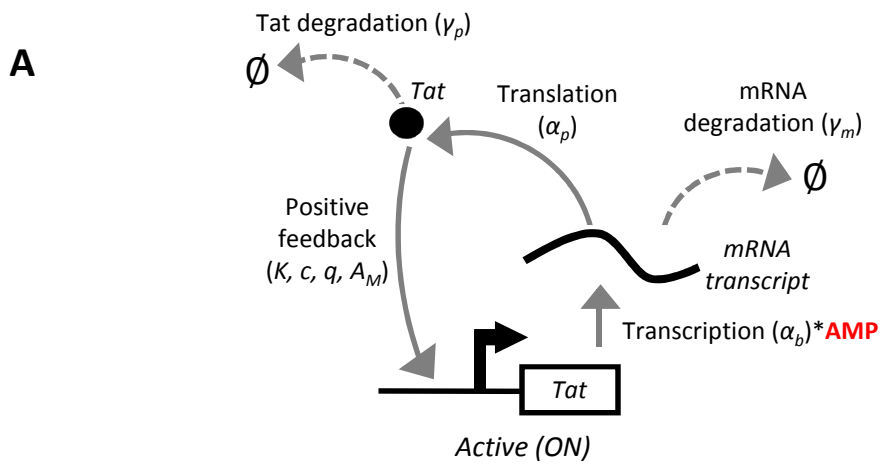 A
Tat degradation (γp)
Ø
Tat
Translation
(αp)
mRNA
degradation (γm)
Ø
Positive
feedback
(K, c, q, AM)
mRNA
transcript
Transcription (αb)*AMP
Tat
Active (ON)